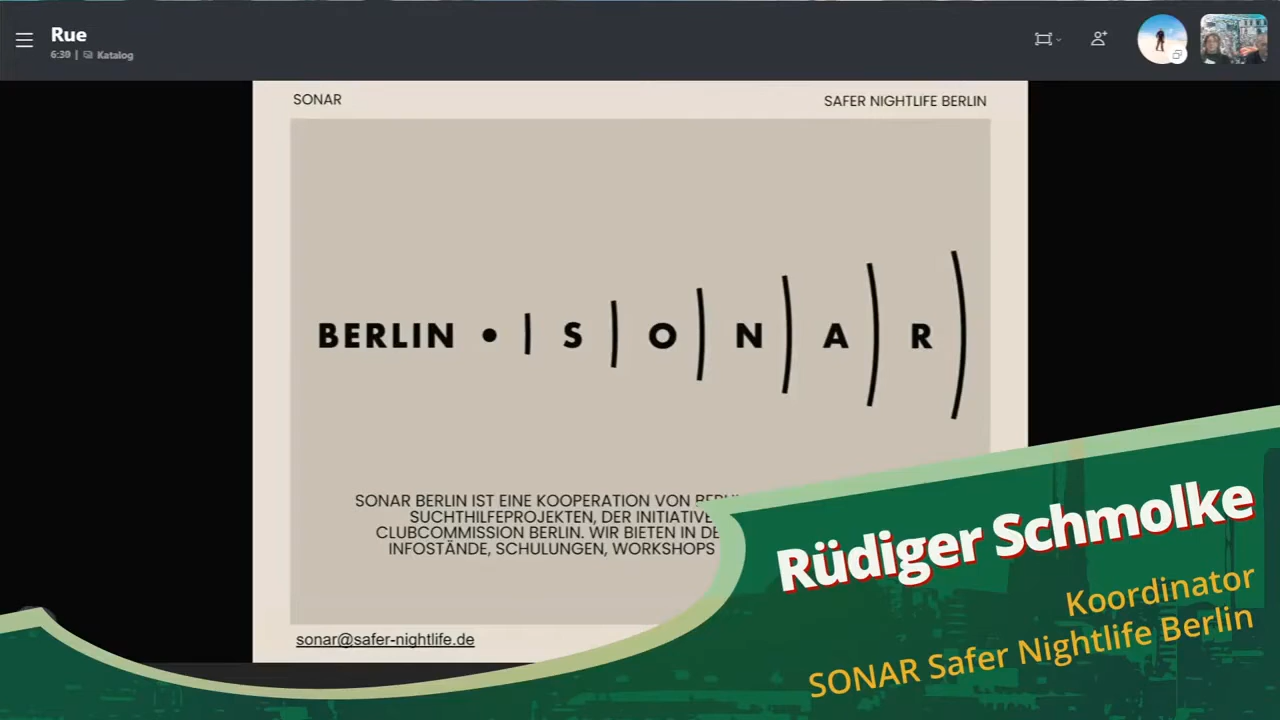 Rue
6:39 | Katalog
SONAR
SAFER NIGHTLIFE BERLIN
BERLIN • | S | O ) N ) A ) R )
SONAR BERLIN IST EINE KOOPERATION VON
SUCHTHILFEPROJEKTEN, DER INITIATIVE
CLUBCOMMISSION BERLIN. WIR BIETEN IN
INFOSTÄNDE, SCHULUNGEN, WORKSHOPS
sonar@safer-nightlife.de
Rüdiger Schmolke
Koordinator
SONAR Safer Nightlife Berlin